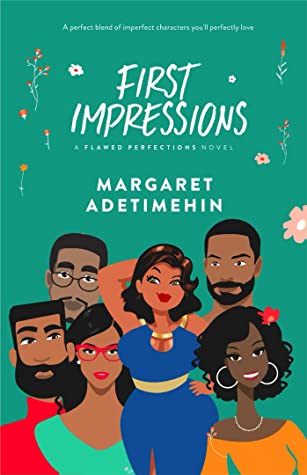 A perfect blend of imperfect characters you'll perfectly love
FIRST
IMPRESSIONS
A FLAWED PERFECTIONS NOVEL
MARGARET
ADETIMEHIN